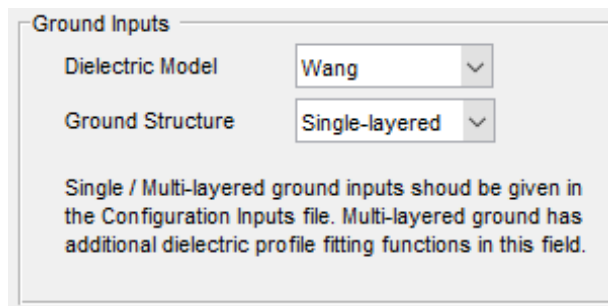 Ground Inputs
Dielectric Model Wang
Ground Structure Single-layered
Single / Multi-layered ground inputs shoud be given in
the Configuration Inputs file. Multi-layered ground has
additional dielectric profile fitting functions in this field.